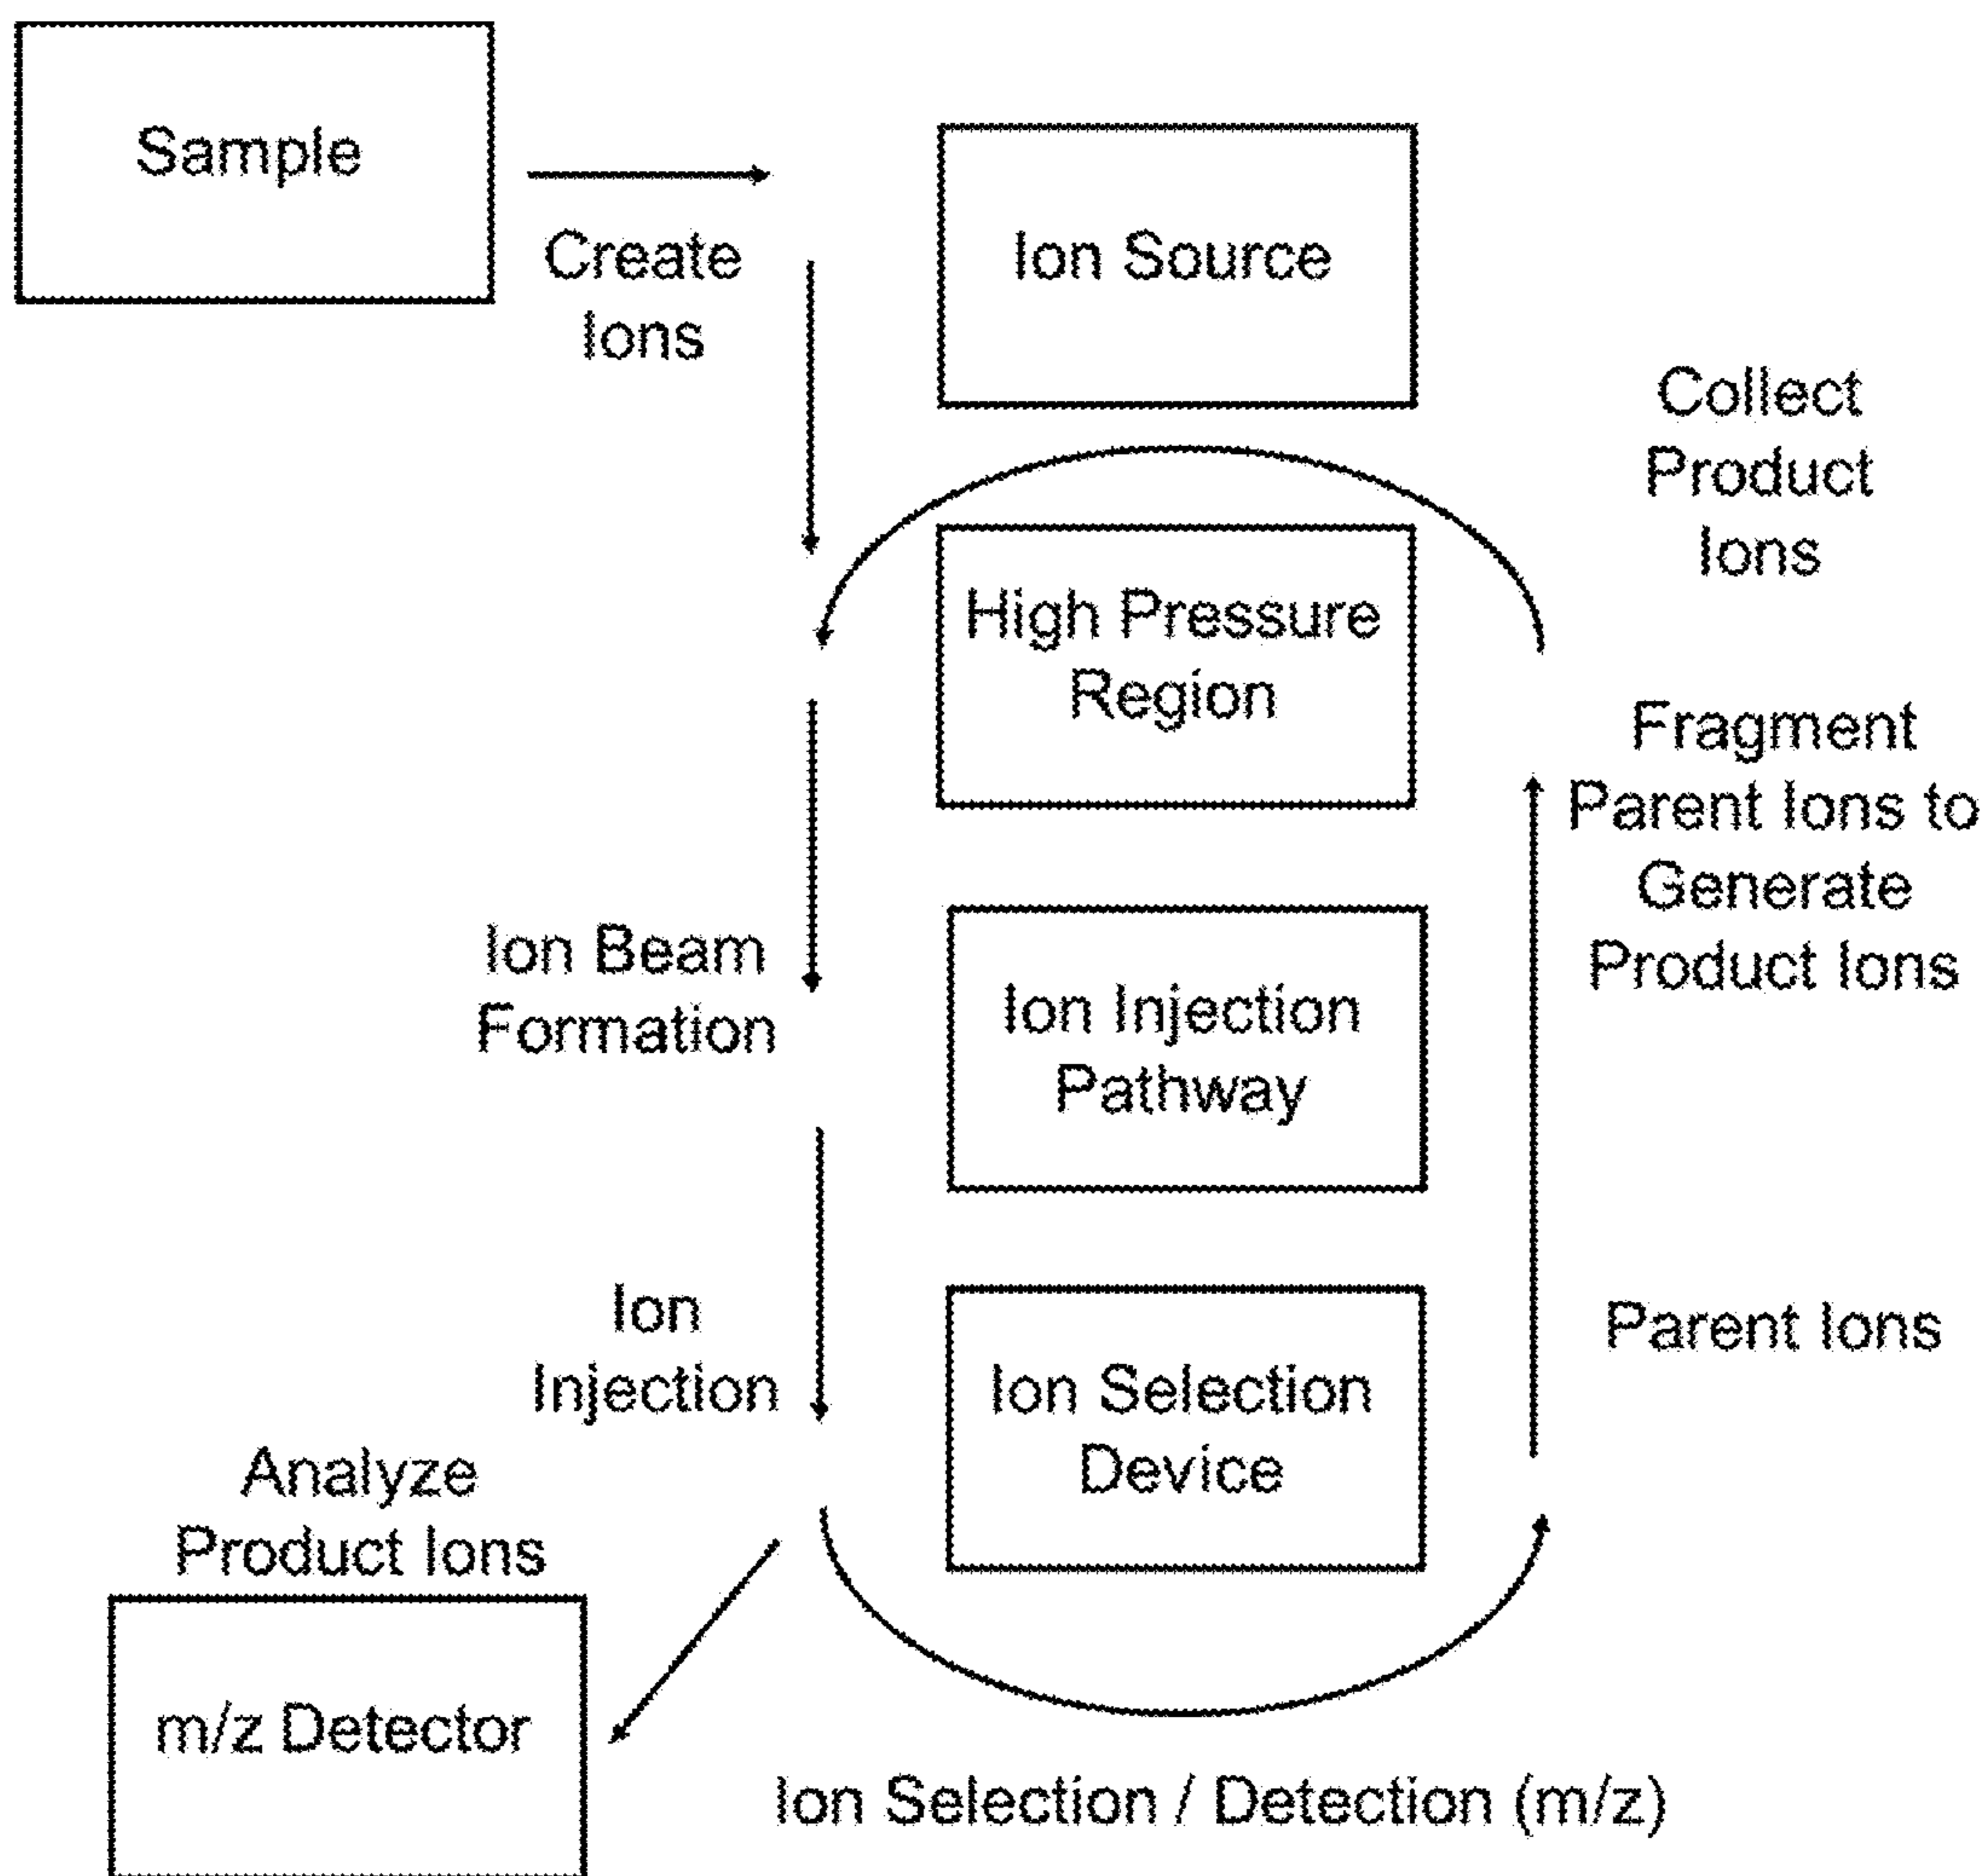 Sample
Create
Ions
Ion Source
Collect
Product
Ions
High Pressure
Region
Fragment
Parent Ions to
Generate
Product Ions
Ion Beam
Formation
Ion Injection
Pathway
Ion
Injection
Ion Selection
Device
Parent Ions
Analyze
Product Ions
m/z Detector
Ion Selection / Detection (m/z)